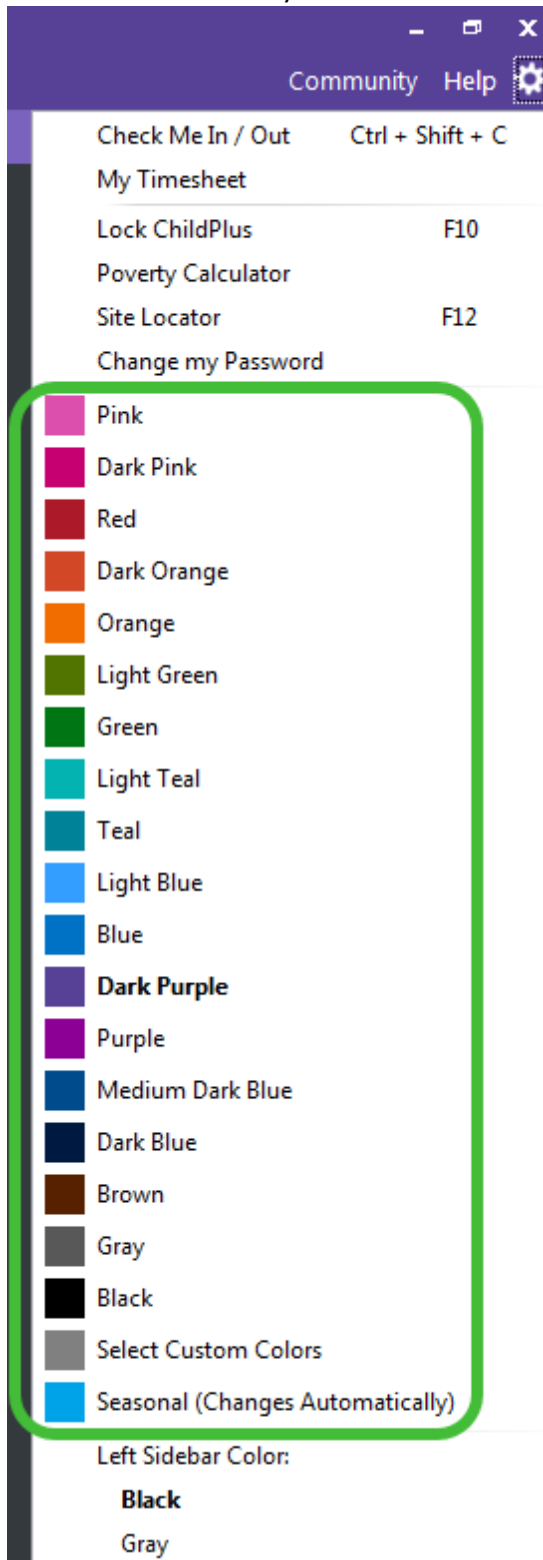 Community Help
Check Me In / Out Ctrl + Shift + C
My Timesheet
Lock ChildPlus F10
Poverty Calculator
Site Locator F12
Change my Password
Pink
Dark Pink
Red
Dark Orange
Orange
Light Green
Green
Light Teal
Teal
Light Blue
Blue
Dark Purple
Purple
Medium Dark Blue
Dark Blue
Brown
Gray
Black
Select Custom Colors
Seasonal (Changes Automatically)
Left Sidebar Color:
Black
Gray